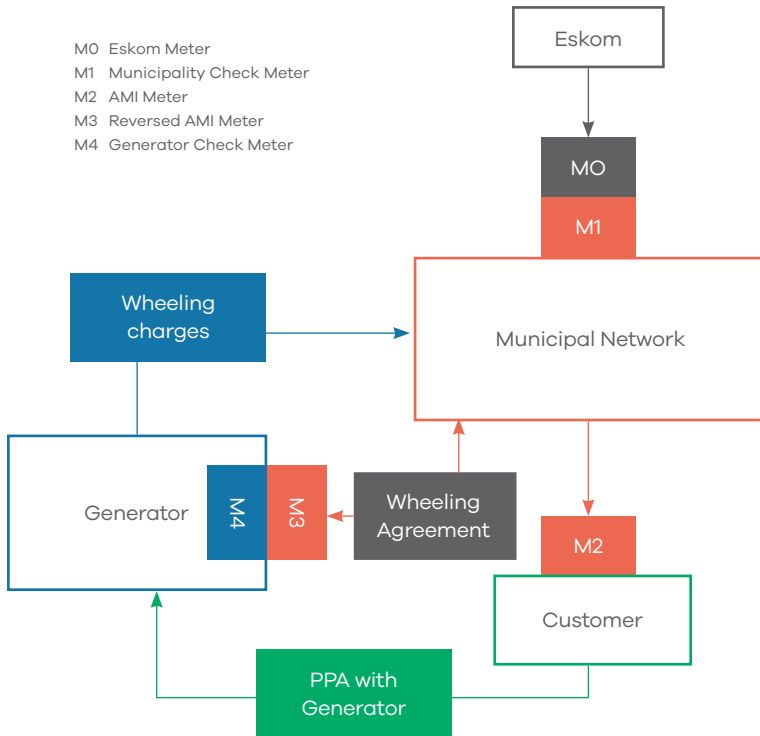 M0 Eskom Meter
M1 Municipality Check Meter
M2 AMI Meter
M3 Reversed AMI Meter
M4 Generator Check Meter
Eskom
MO
M1
Wheeling
charges
Municipal Network
Generator
M4
M3
Wheeling
Agreement
M2
Customer
PPA with
Generator